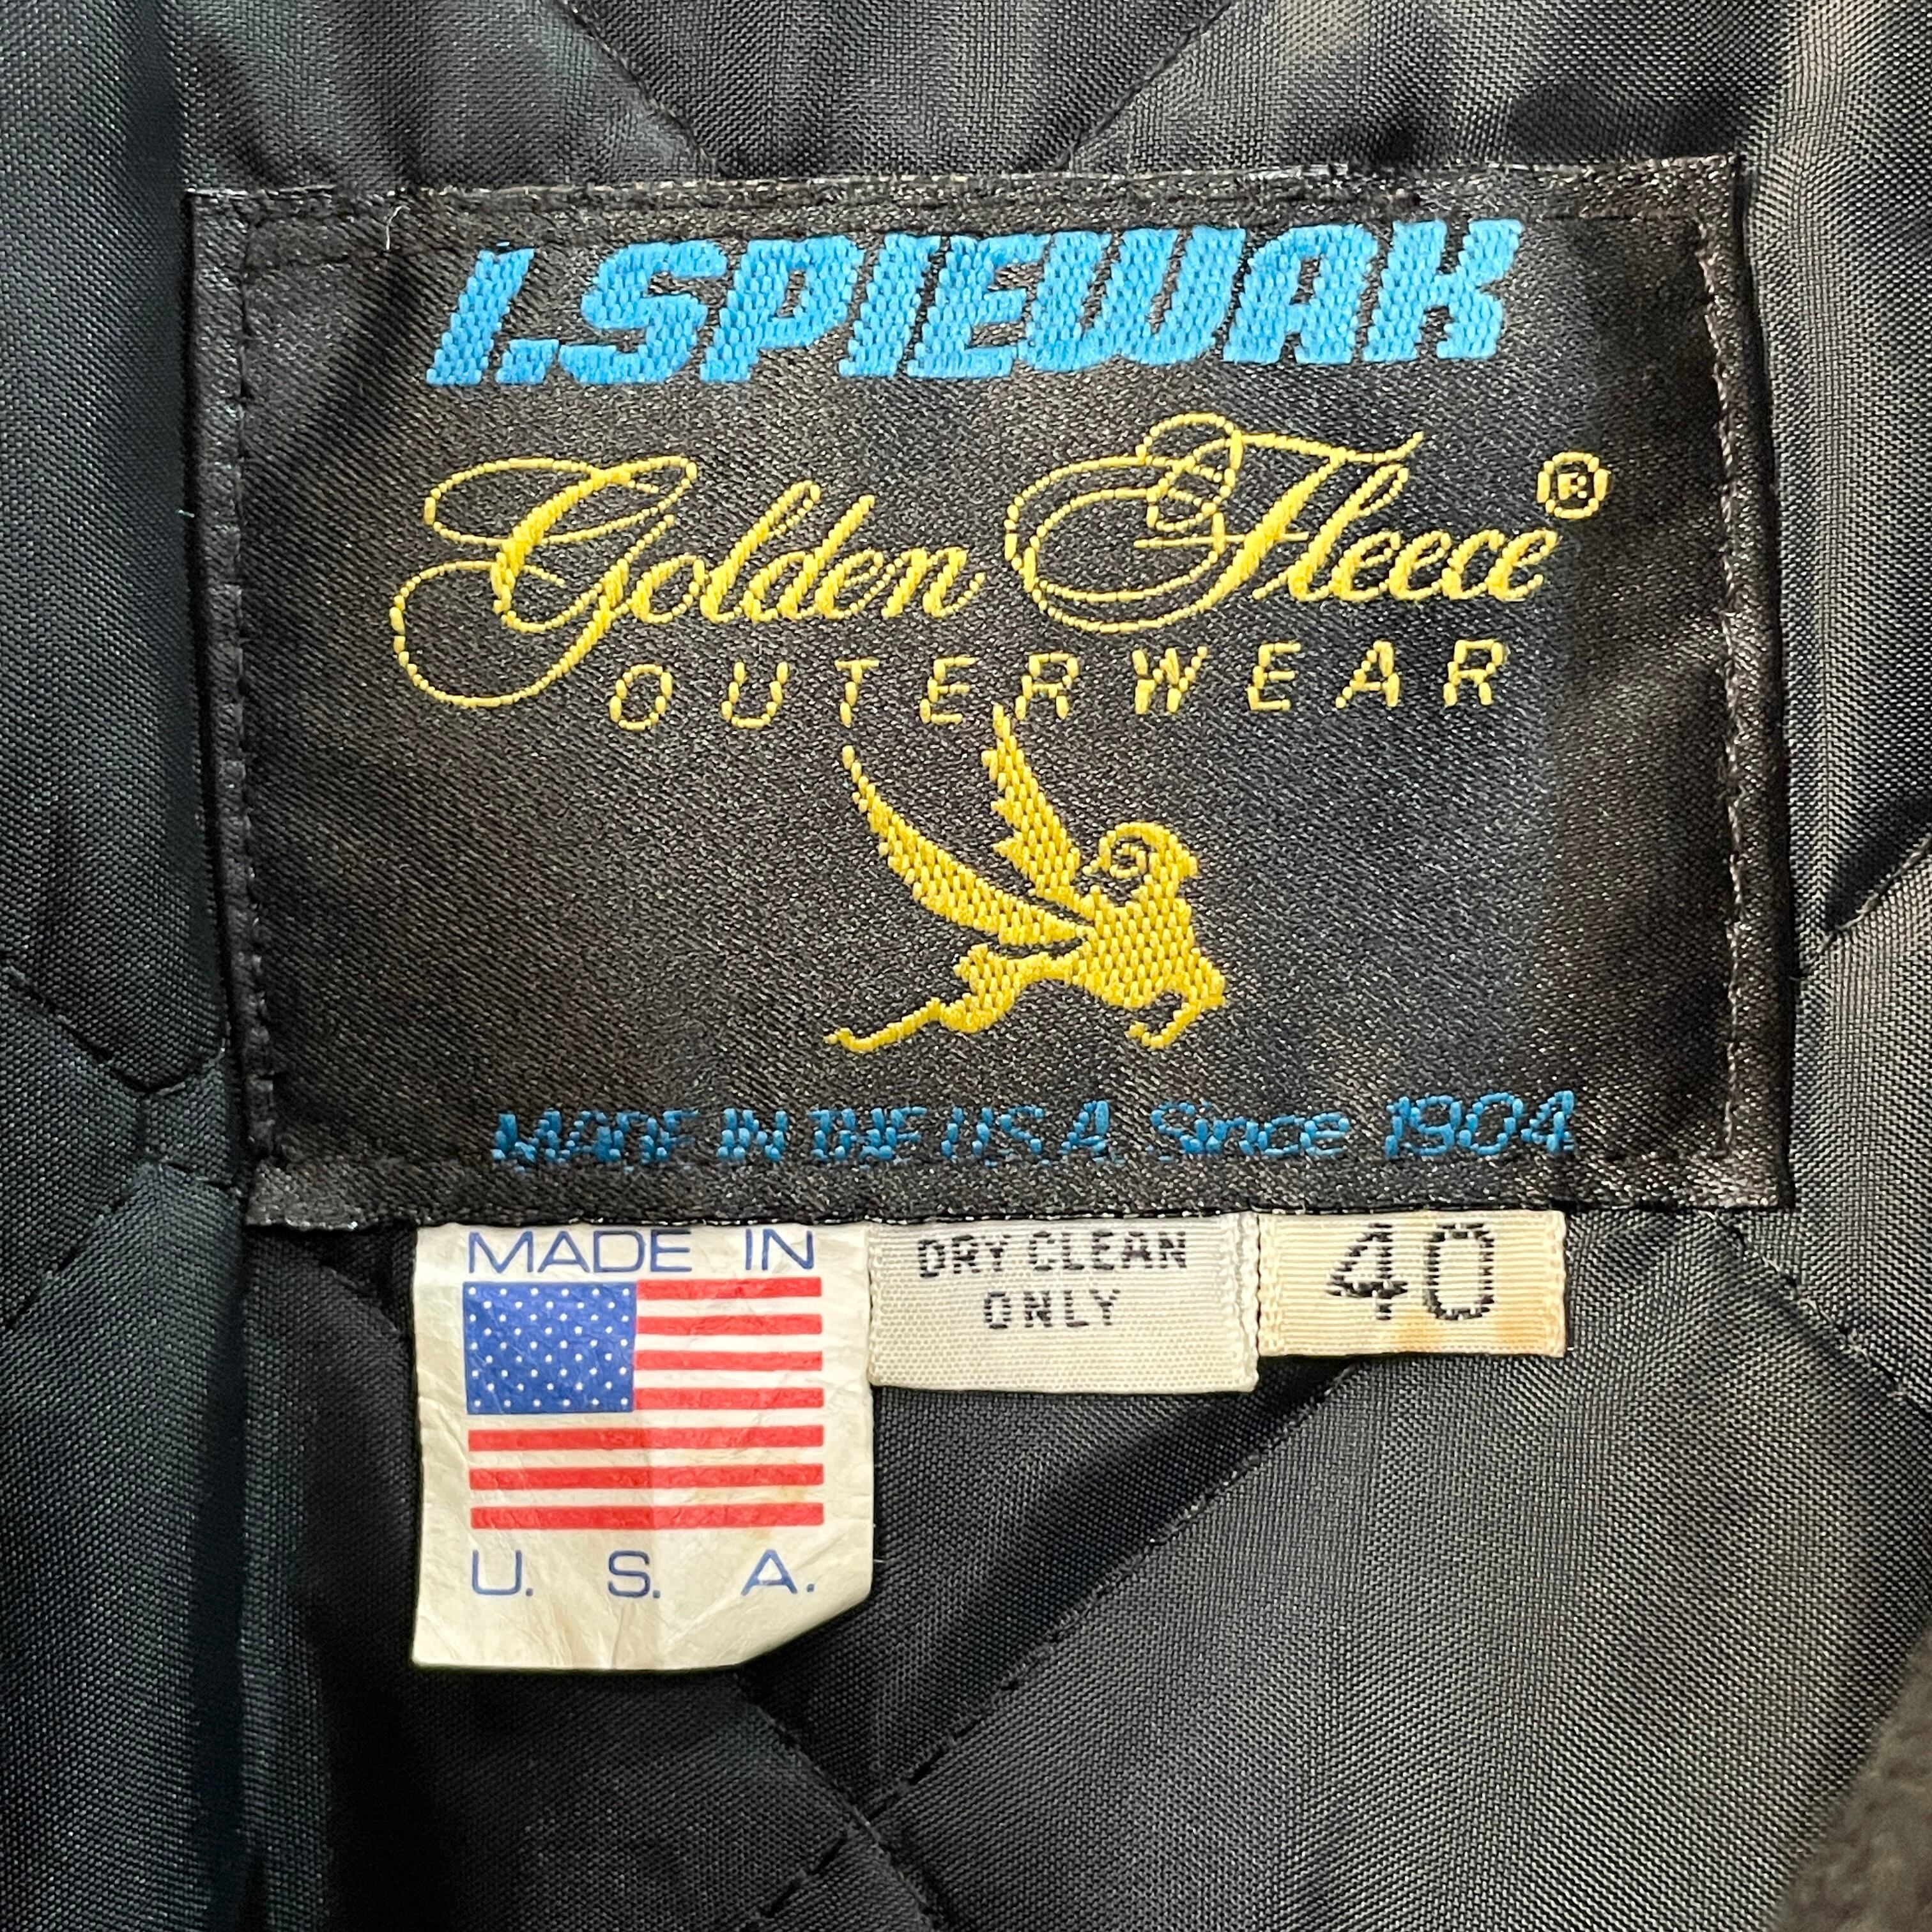 I.SPIEWAK
Golden Fleece®
OUTERWEAR
MADE IN THE U.S.A. Since 1904
MADE IN
U. S. A.
DRY CLEAN
ONLY
40